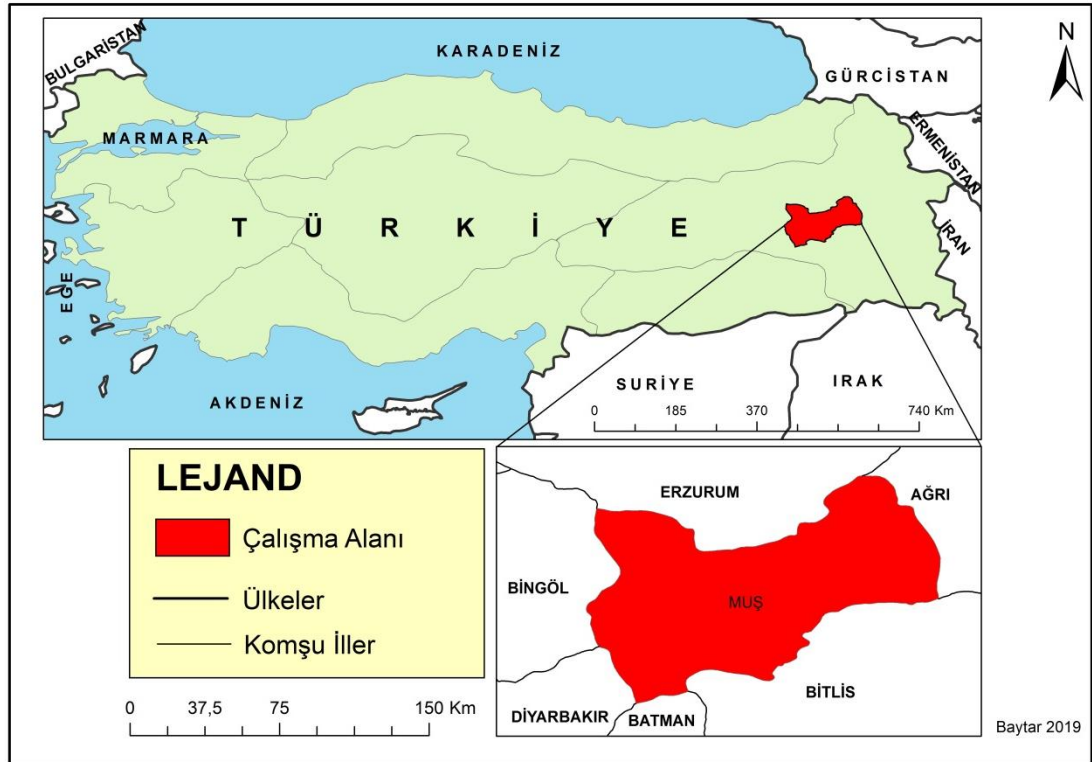 N
BULGARİSTAN
KARADENİZ
GÜRCİSTAN
MARMARA
ERMENİSTAN
TÜRKİYE
İRAN
EGE
SURİYE
IRAK
AKDENİZ
0 185 370 740 Km
LEJAND
Çalışma Alanı
Ülkeler
Komşu İller
0 37,5 75 150 Km
ERZURUM
AĞRI
BİNGÖL
MUŞ
BİTLİS
DİYARBAKIR
BATMAN
Baytar 2019